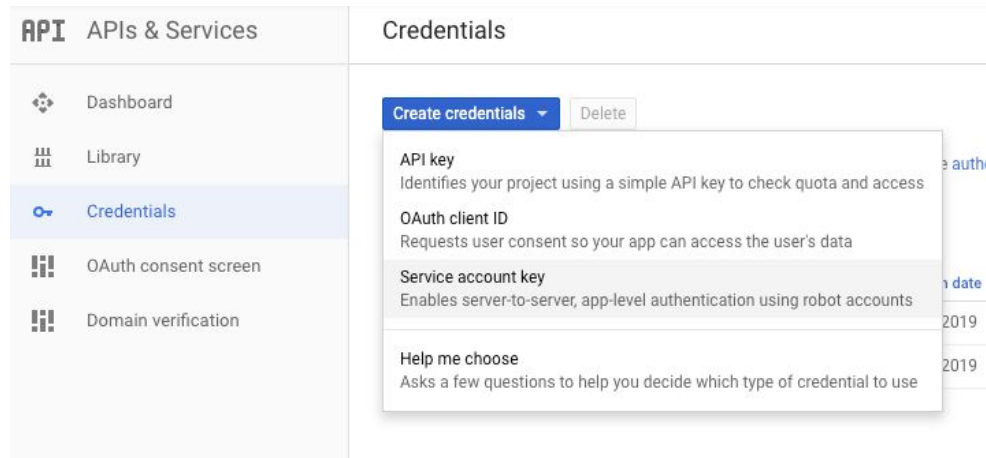 API APIs & Services
Credentials
Dashboard
Library
Credentials
OAuth consent screen
Domain verification
Create credentials
Delete
API key
Identifies your project using a simple API key to check quota and access
OAuth client ID
Requests user consent so your app can access the user's data
Service account key
Enables server-to-server, app-level authentication using robot accounts
Help me choose
Asks a few questions to help you decide which type of credential to use
date
2019
2019